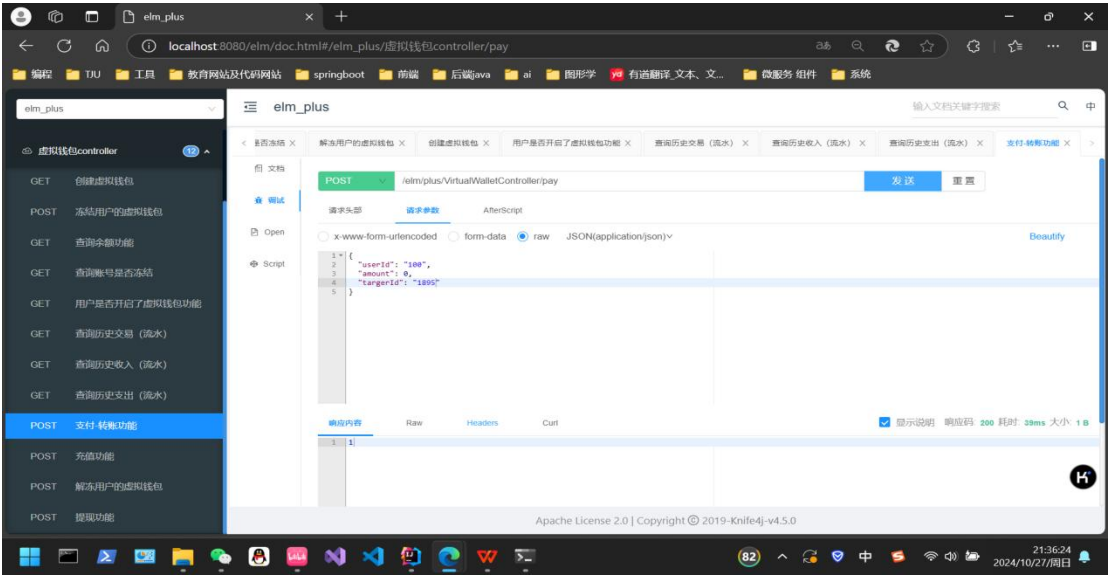 elm_plus
localhost:8080/elm/doc.html#/elm_plus/虚拟钱包controller/pay
编程 TJU 工具 教育网站及代码网站 springboot 前端 后端java ai 图形学 有道翻译_文本、文... 微服务 组件 系统
elm_plus
elm_plus
输入文档关键字搜索 中
虚拟钱包controller 12
是否冻结 解冻用户的虚拟钱包 创建虚拟钱包 用户是否开启了虚拟钱包功能 查询历史交易（流水） 查询历史收入（流水） 查询历史支出（流水） 支付-转账功能
GET 创建虚拟钱包
POST 冻结用户的虚拟钱包
GET 查询余额功能
GET 查询账号是否冻结
GET 用户是否开启了虚拟钱包功能
GET 查询历史交易（流水）
GET 查询历史收入（流水）
GET 查询历史支出（流水）
POST 支付-转账功能
POST 充值功能
POST 解冻用户的虚拟钱包
POST 提现功能
文档
调试
Open
Script
POST /elm/plus/VirtualWalletController/pay 发 送 重 置
请求头部 请求参数 AfterScript
x-www-form-urlencoded form-data raw JSON(application/json) Beautify
1 {
2 "userId": "100",
3 "amount": 0,
4 "targerId": "1895"
5 }
响应内容 Raw Headers Curl 显示说明 响应码: 200 耗时: 39ms 大小: 1 B
1 1
Apache License 2.0 | Copyright © 2019-Knife4j-v4.5.0
82 中 21:36:24
2024/10/27/周日